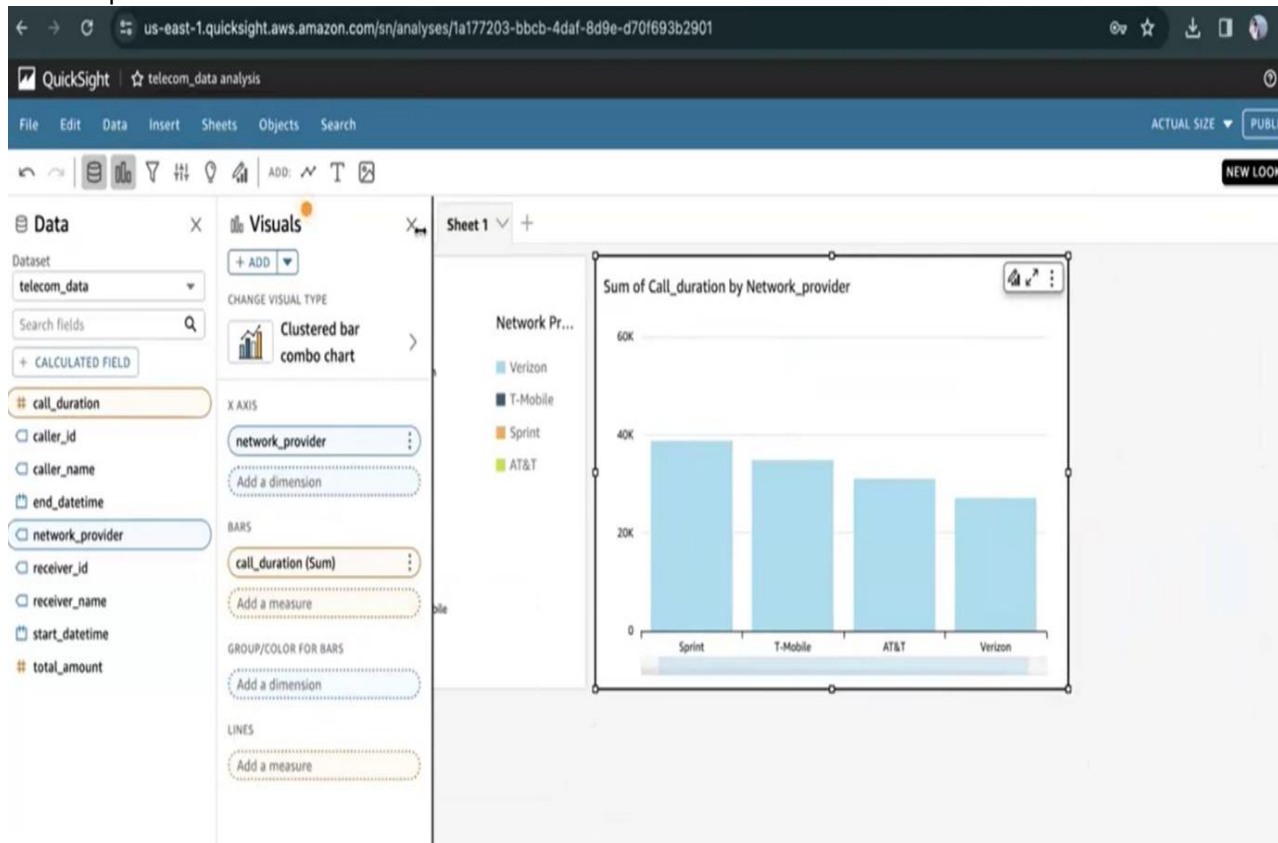 us-east-1.quicksight.aws.amazon.com/sn/analyses/1a177203-bbcb-4daf-8d9e-d70f693b2901
QuickSight telecom_data analysis
File Edit Data Insert Sheets Objects Search ACTUAL SIZE PUBL
ADD: T
NEW LOOK
Data
Visuals
Sheet 1
Dataset
telecom_data
Search fields
+ CALCULATED FIELD
# call_duration
caller_id
caller_name
end_datetime
network_provider
receiver_id
receiver_name
start_datetime
# total_amount
+ ADD
CHANGE VISUAL TYPE
Clustered bar
combo chart
X AXIS
network_provider
Add a dimension
BARS
call_duration (Sum)
Add a measure
GROUP/COLOR FOR BARS
Add a dimension
LINES
Add a measure
Network Pr...
Verizon
T-Mobile
Sprint
AT&T
bile
Sum of Call_duration by Network_provider
60K
40K
20K
0
Sprint T-Mobile AT&T Verizon